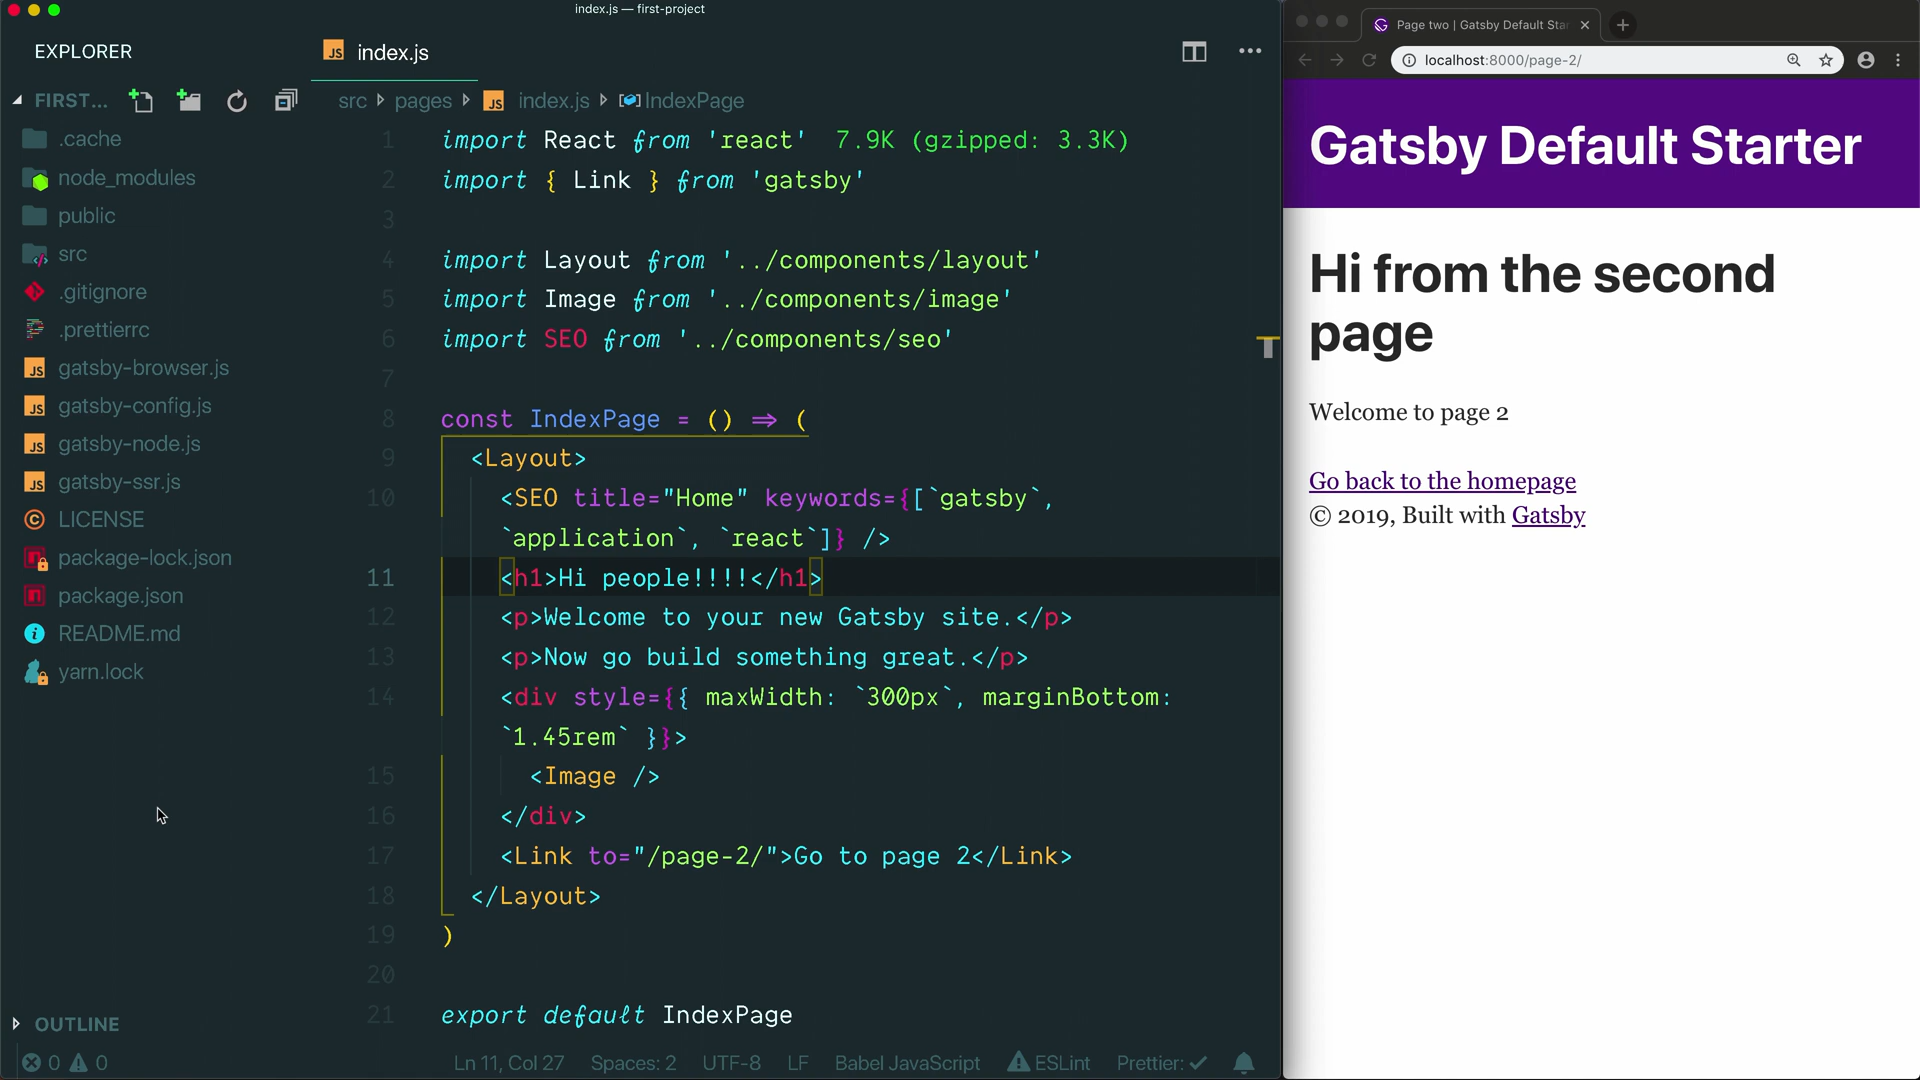 index.js — first-project
EXPLORER
FIRST...
.cache
node_modules
public
src
.gitignore
.prettierrc
gatsby-browser.js
gatsby-config.js
gatsby-node.js
gatsby-ssr.js
LICENSE
package-lock.json
package.json
README.md
yarn.lock
OUTLINE
0 0
JS index.js
src pages JS index.js IndexPage
1 import React from 'react' 7.9K (gzipped: 3.3K)
2 import { Link } from 'gatsby'
3
4 import Layout from '../components/layout'
5 import Image from '../components/image'
6 import SEO from '../components/seo'
7
8 const IndexPage = () => (
9 <Layout>
10 <SEO title="Home" keywords={[`gatsby`,
`application`, `react`]} />
11 <h1>Hi people!!!!</h1>
12 <p>Welcome to your new Gatsby site.</p>
13 <p>Now go build something great.</p>
14 <div style={{ maxWidth: `300px`, marginBottom:
`1.45rem` }}>
15 <Image />
16 </div>
17 <Link to="/page-2/">Go to page 2</Link>
18 </Layout>
19 )
20
21 export default IndexPage
Ln 11, Col 27 Spaces: 2 UTF-8 LF Babel JavaScript ESLint Prettier: ✓
Page two | Gatsby Default Sta
localhost:8000/page-2/
Gatsby Default Starter
Hi from the second
page
Welcome to page 2
Go back to the homepage
© 2019, Built with Gatsby